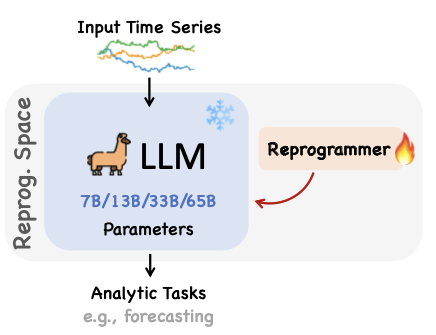 Input Time Series
Reprog. Space
LLM
Reprogrammer
7B/13B/33B/65B
Parameters
Analytic Tasks
e.g., forecasting